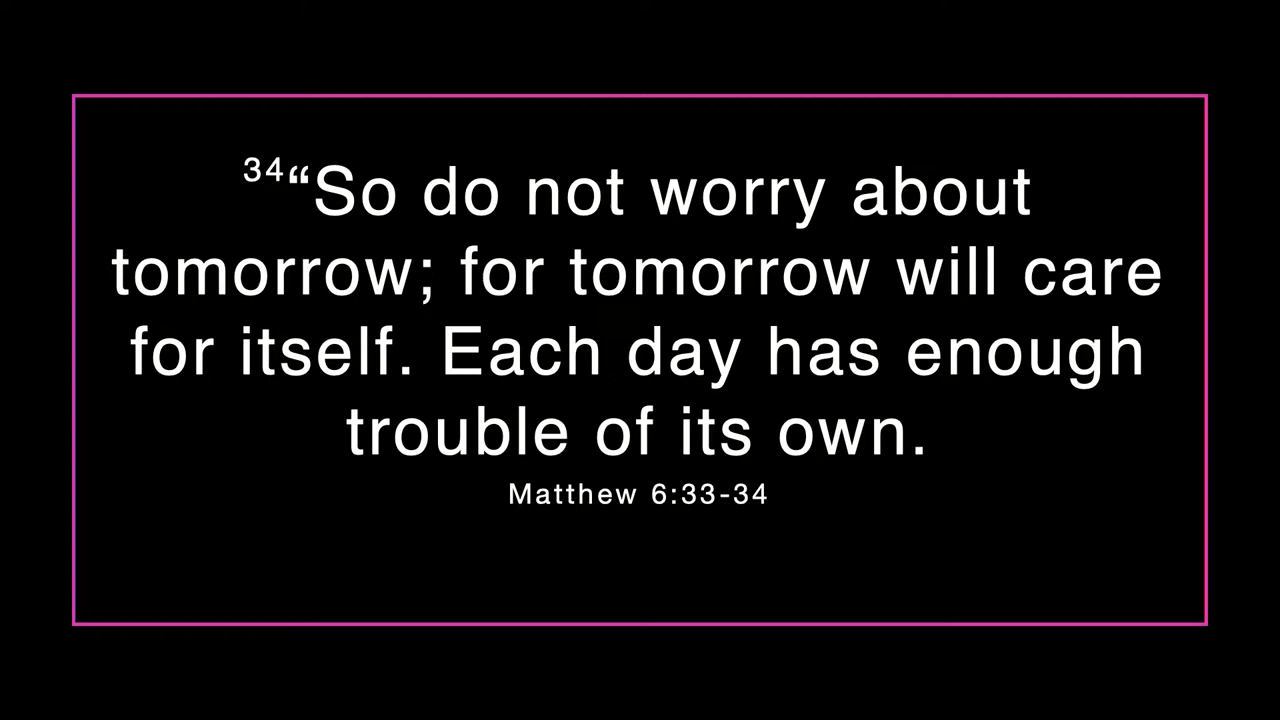 34“So do not worry about
tomorrow; for tomorrow will care
for itself. Each day has enough
trouble of its own.
Matthew 6:33-34